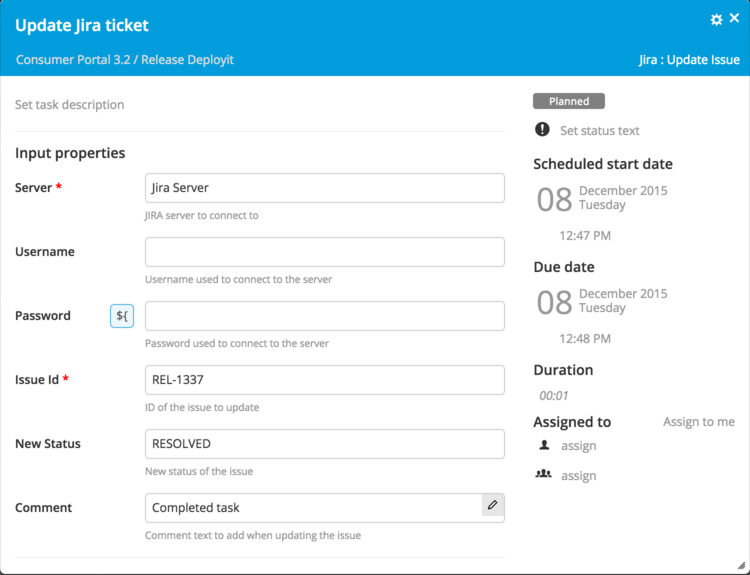 Update Jira ticket
Consumer Portal 3.2 / Release Deployit
Jira : Update Issue
Set task description
Input properties
Server *
Jira Server
JIRA server to connect to
Username
Username used to connect to the server
Password
${
Password used to connect to the server
Issue Id *
REL-1337
ID of the issue to update
New Status
RESOLVED
New status of the issue
Comment
Completed task
Comment text to add when updating the issue
Planned
Set status text
Scheduled start date
08
December 2015
Tuesday
12:47 PM
Due date
08
December 2015
Tuesday
12:48 PM
Duration
00:01
Assigned to
Assign to me
assign
assign